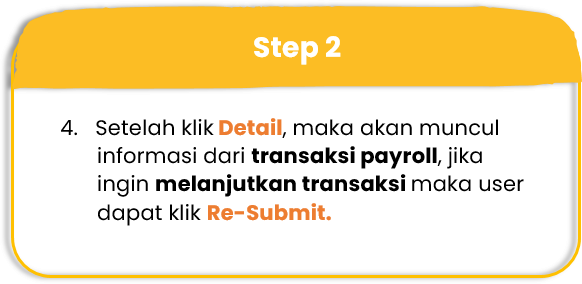 Step 2
4. Setelah klik Detail, maka akan muncul
informasi dari transaksi payroll, jika
ingin melanjutkan transaksi maka user
dapat klik Re-Submit.